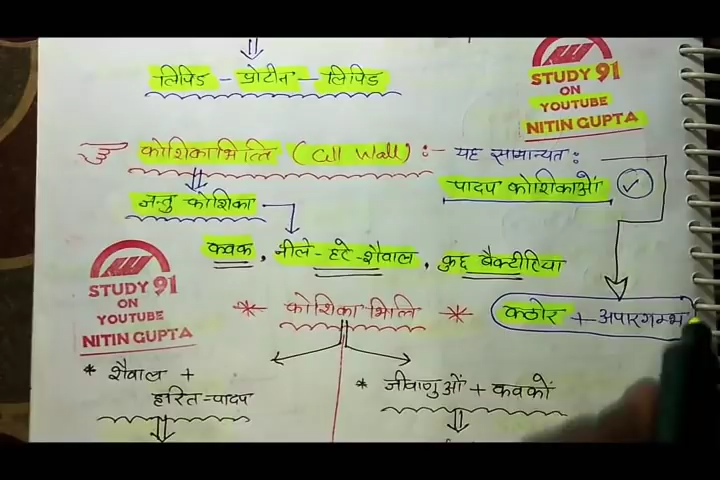 लिपिड – प्रोटीन – लिपिड
STUDY 91
ON
YOUTUBE
NITIN GUPTA
कोशिकाभित्ति (Cell Wall) :- यह सामान्यत:
पादप कोशिकाओं
जन्तु कोशिका
कवक, नीले-हरे-शैवाल, कुछ बैक्टीरिया
STUDY 91
ON
YOUTUBE
NITIN GUPTA
* कोशिका भित्ति *
कठोर + अपारगम्भ
* शैवाल +
हरित=पादप
* जीवाणुओं + कवकों